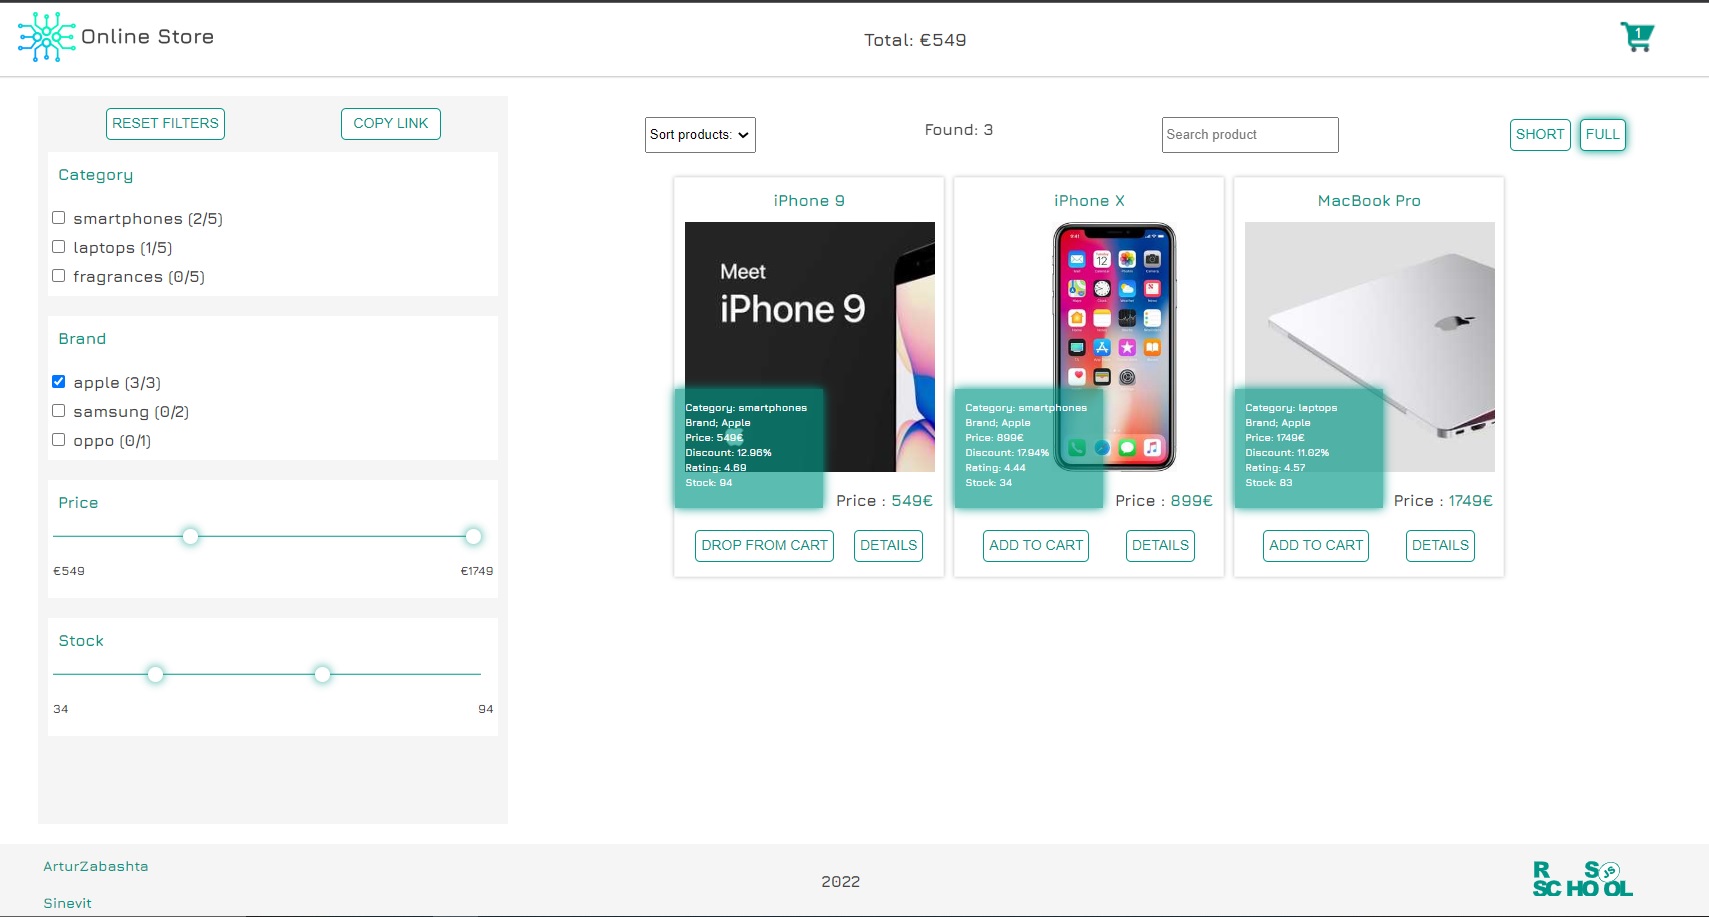 Online Store
Total: €549
1
RESET FILTERS
COPY LINK
Category
smartphones (2/5)
laptops (1/5)
fragrances (0/5)
Brand
apple (3/3)
samsung (0/2)
oppo (0/1)
Price
€549
€1749
Stock
34
94
Sort products:
Found: 3
Search product
SHORT
FULL
iPhone 9
Meet
iPhone 9
Category: smartphones
Brand; Apple
Price: 549€
Discount: 12.96%
Rating: 4.69
Stock: 94
Price : 549€
DROP FROM CART
DETAILS
iPhone X
Category: smartphones
Brand; Apple
Price: 899€
Discount: 17.94%
Rating: 4.44
Stock: 34
Price : 899€
ADD TO CART
DETAILS
MacBook Pro
Category: laptops
Brand; Apple
Price: 1749€
Discount: 11.02%
Rating: 4.57
Stock: 83
Price : 1749€
ADD TO CART
DETAILS
ArturZabashta
Sinevit
2022
R S JS
SCHOOL